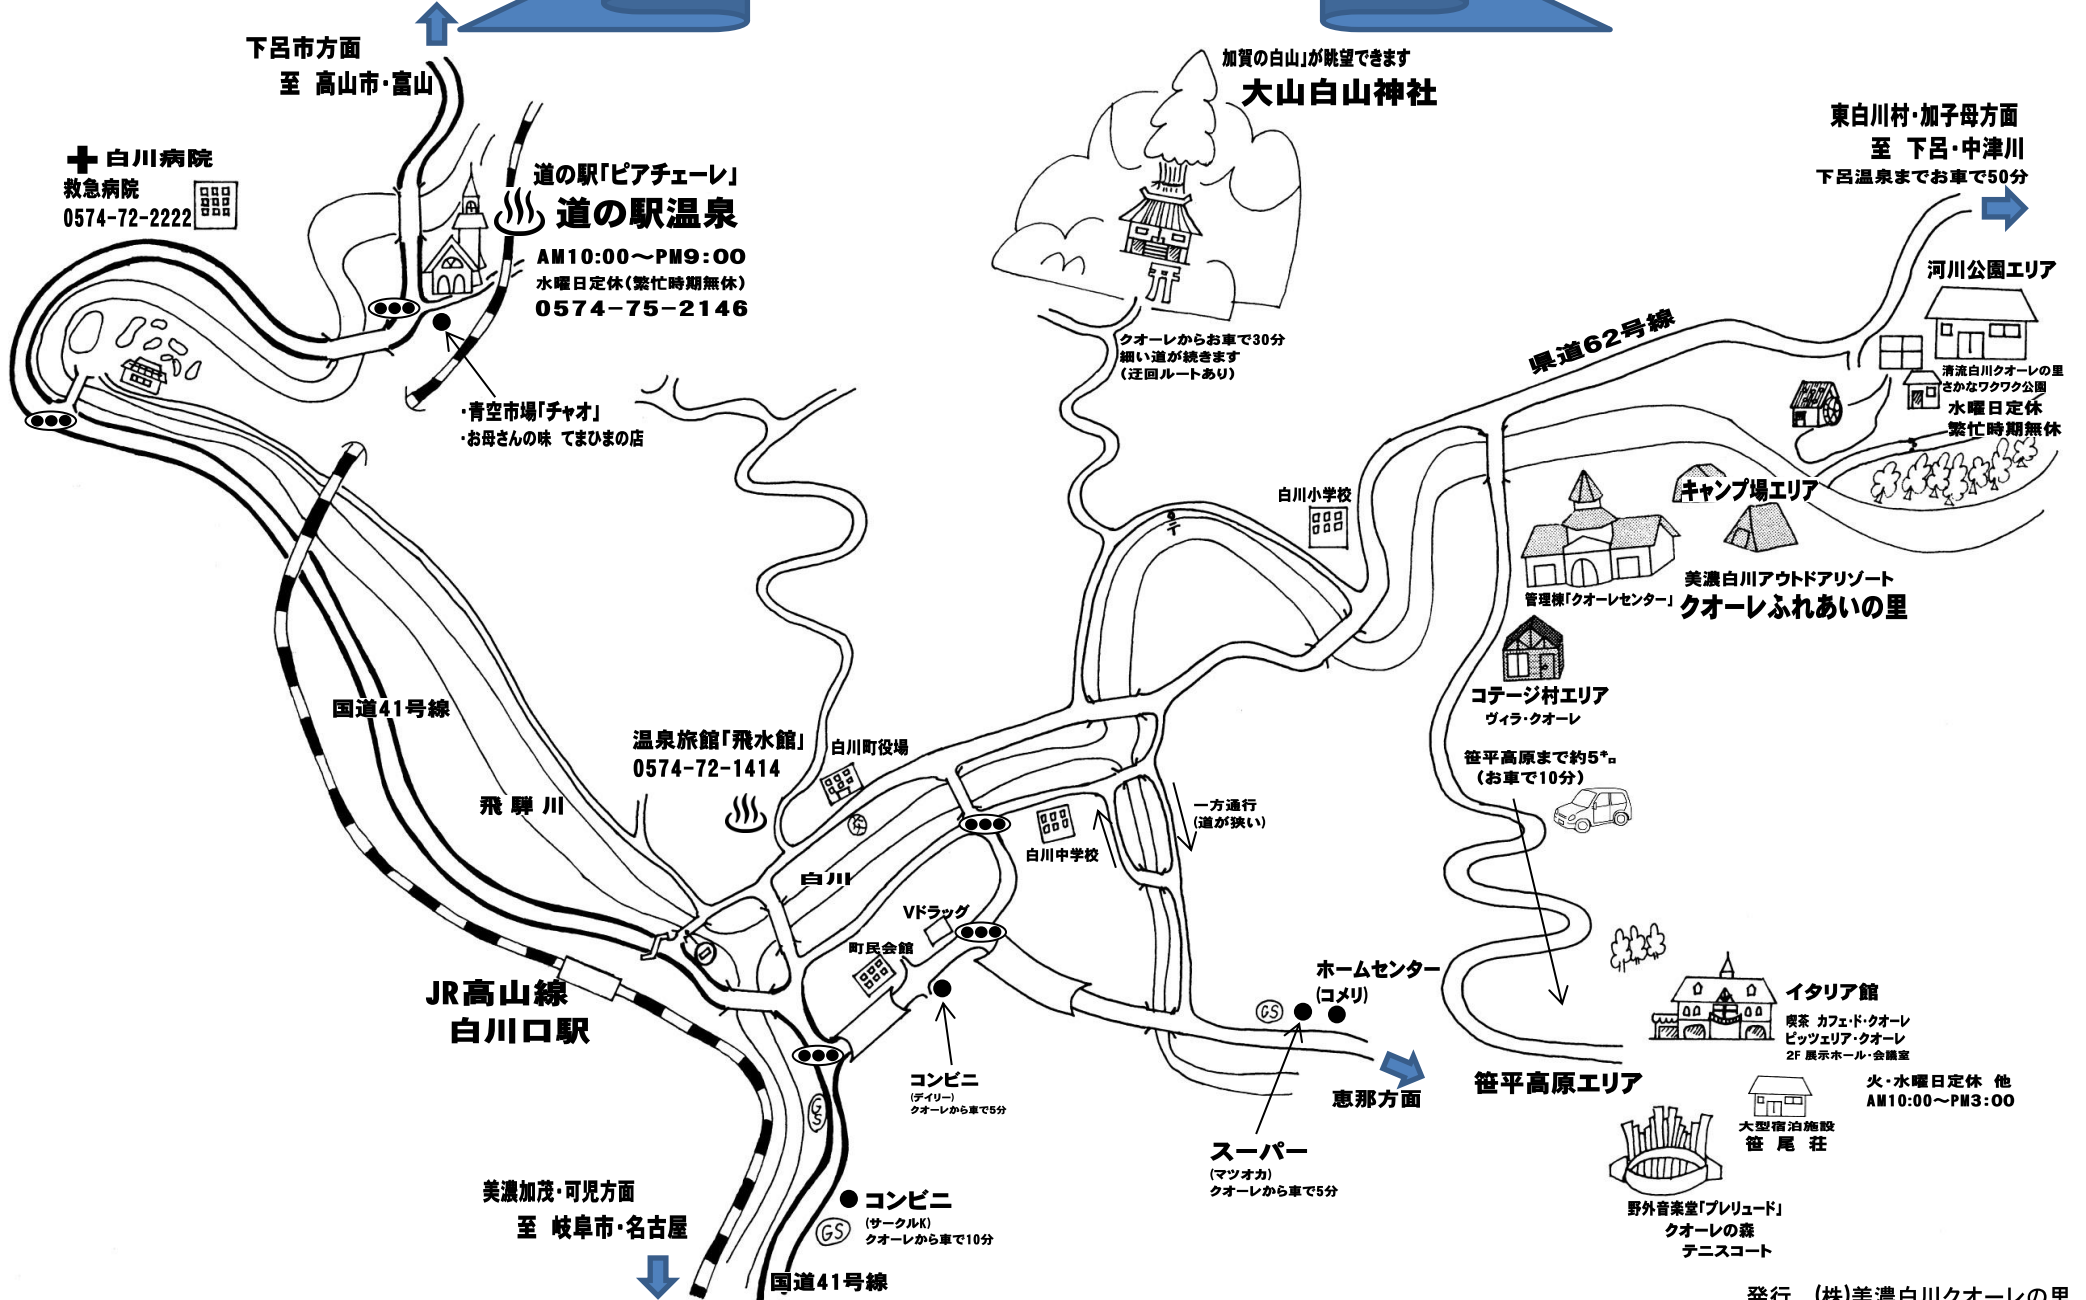 下呂市方面
至 高山市・富山
白川病院
救急病院
0574-72-2222
道の駅「ピアチェーレ」
道の駅温泉
AM10:00～PM9:00
水曜日定休(繁忙時期無休)
0574-75-2146
・青空市場「チャオ」
・お母さんの味 てまひまの店
加賀の白山」が眺望できます
大山白山神社
クオーレからお車で30分
細い道が続きます
(迂回ルートあり)
東白川村・加子母方面
至 下呂・中津川
下呂温泉までお車で50分
河川公園エリア
清流白川クオーレの里
さかなワクワク公園
水曜日定休
繁忙時期無休
県道62号線
白川小学校
キャンプ場エリア
美濃白川アウトドアリゾート
クオーレふれあいの里
管理棟「クオーレセンター」
コテージ村エリア
ヴィラ・クオーレ
笹平高原まで約5㌔
(お車で10分)
国道41号線
飛騨川
温泉旅館「飛水館」
0574-72-1414
白川町役場
白川
一方通行
(道が狭い)
白川中学校
Vドラッグ
町民会館
JR高山線
白川口駅
ホームセンター
(コメリ)
GS
コンビニ
(デイリー)
クオーレから車で5分
恵那方面
スーパー
(マツオカ)
クオーレから車で5分
笹平高原エリア
イタリア館
喫茶 カフェ・ド・クオーレ
ピッツェリア・クオーレ
2F 展示ホール・会議室
火・水曜日定休 他
AM10:00～PM3:00
大型宿泊施設
笹尾荘
野外音楽堂「プレリュード」
クオーレの森
テニスコート
GS
美濃加茂・可児方面
至 岐阜市・名古屋
コンビニ
(サークルK)
クオーレから車で10分
GS
国道41号線
発行 (株)美濃白川クオーレの里